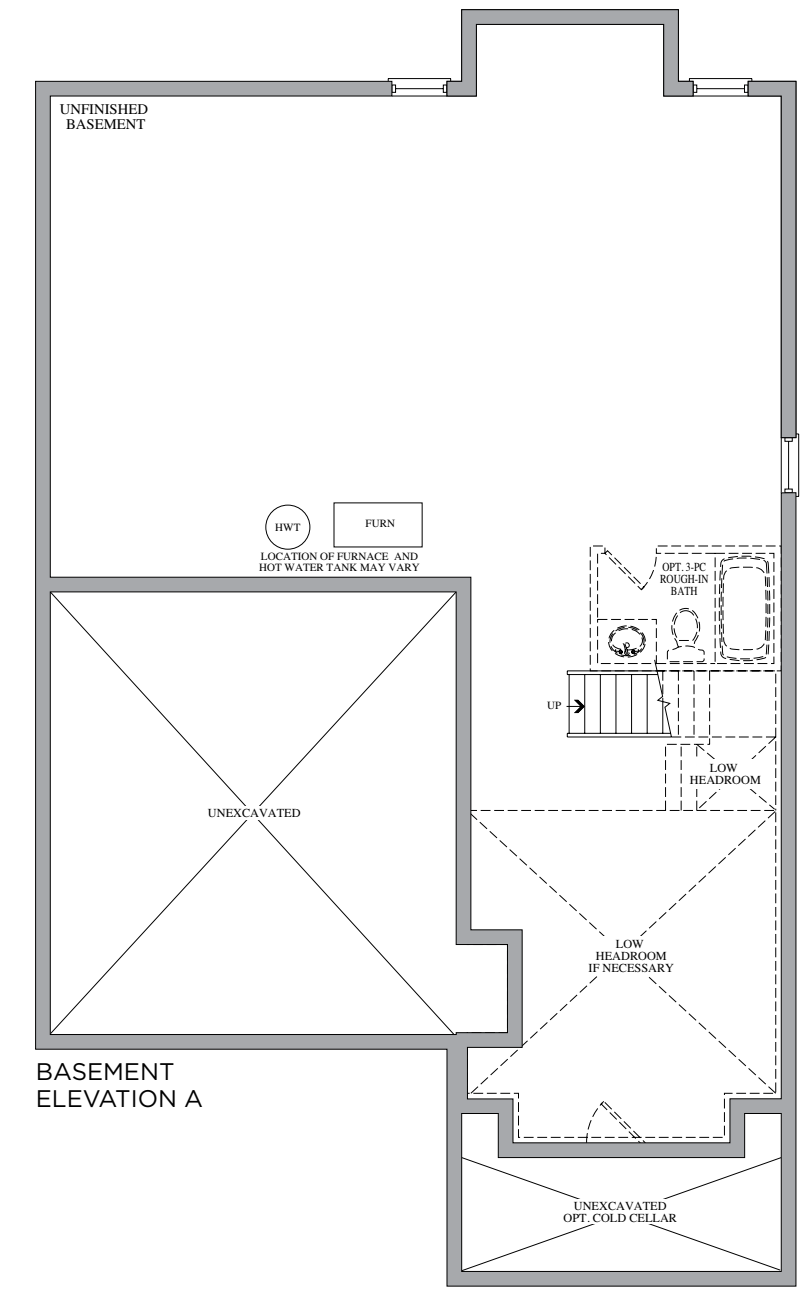 UNFINISHED
BASEMENT
HWT
FURN
LOCATION OF FURNACE AND
HOT WATER TANK MAY VARY
OPT. 3-PC
ROUGH-IN
BATH
UP
LOW
HEADROOM
UNEXCAVATED
LOW
HEADROOM
IF NECESSARY
BASEMENT
ELEVATION A
UNEXCAVATED
OPT. COLD CELLAR